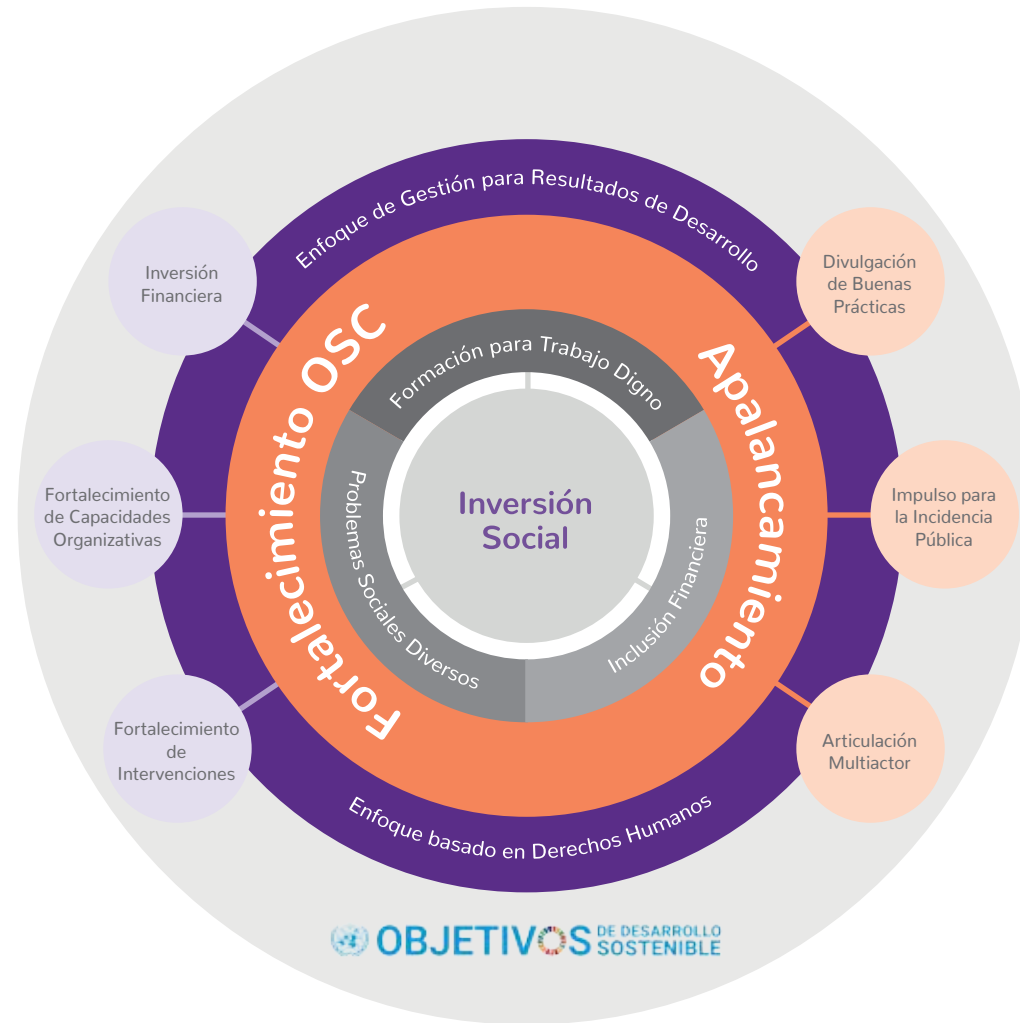 Enfoque de Gestión para Resultados de Desarrollo
Inversión
Financiera
Divulgación
de Buenas
Prácticas
Fortalecimiento OSC
Formación para Trabajo Digno
Apalancamiento
Fortalecimiento
de Capacidades
Organizativas
Problemas Sociales Diversos
Inversión
Social
Inclusión Financiera
Impulso para
la Incidencia
Pública
Fortalecimiento
de
Intervenciones
Articulación
Multiactor
Enfoque basado en Derechos Humanos
OBJETIVOS DE DESARROLLO
SOSTENIBLE